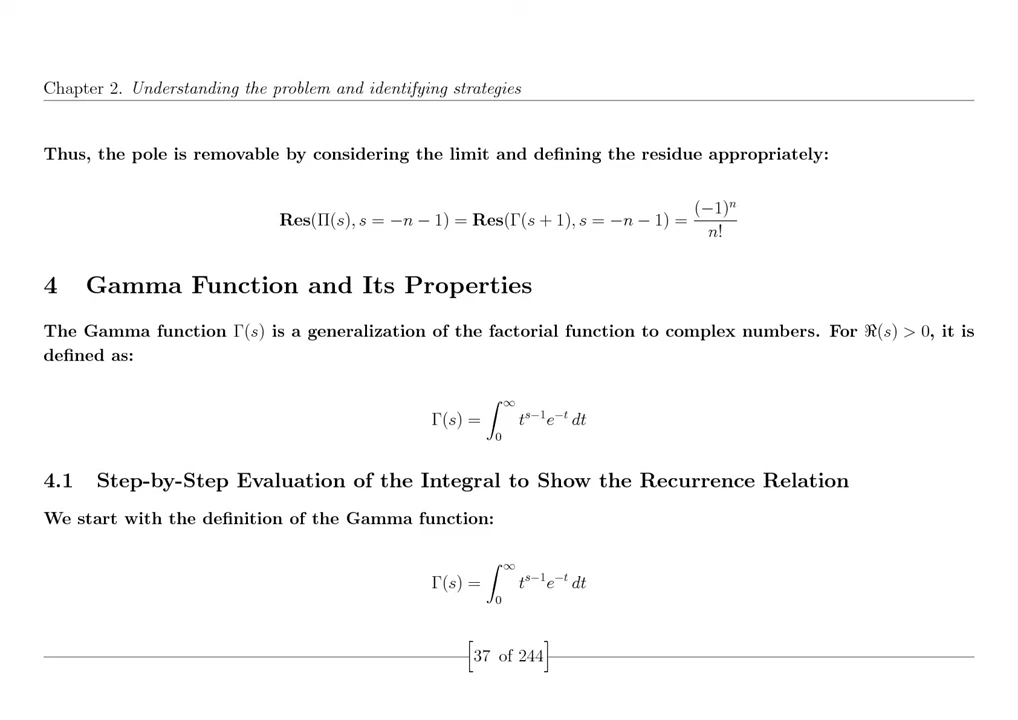 Chapter 2. Understanding the problem and identifying strategies
Thus, the pole is removable by considering the limit and defining the residue appropriately:
Res(Π(s), s = −n − 1) = Res(Γ(s + 1), s = −n − 1) = (−1)ⁿ / n!
4 Gamma Function and Its Properties
The Gamma function Γ(s) is a generalization of the factorial function to complex numbers. For ℜ(s) > 0, it is
defined as:
Γ(s) = ∫₀^∞ t^{s−1} e^{−t} dt
4.1 Step-by-Step Evaluation of the Integral to Show the Recurrence Relation
We start with the definition of the Gamma function:
Γ(s) = ∫₀^∞ t^{s−1} e^{−t} dt
[37 of 244]